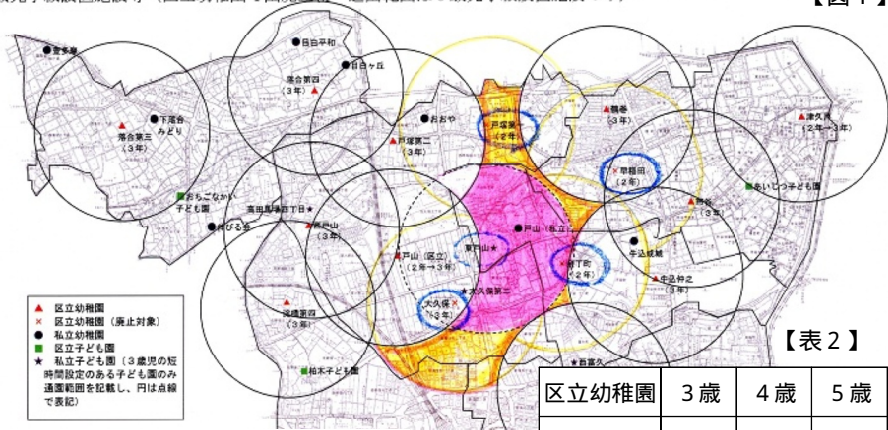 【図1】
喜多摩
目白平和
目白ヶ丘
落合第四
(3年)
下落合
みどり
落合第三
(3年)
おおや
戸塚第二
(3年)
戸塚第一
(2年)
鶴巻
(3年)
津久戸
(2年→3年)
早稲田
(2年)
あいじつ子ども園
おちごなかい
子ども園
高田馬場四丁目★
(3年)
戸山(私立)
(3年)
牛込成城
戸山(区立)
(2年→3年)
東戸山★
(2年)
牛込仲之
(3年)
★大久保第二
大久保
(3年)
淀橋第四
(3年)
柏木子ども園
★西富久
▲ 区立幼稚園
× 区立幼稚園(廃止対象)
● 私立幼稚園
■ 区立子ども園
★ 私立子ども園(3歳児の短
時間設定のある子ども園のみ
通園範囲を記載し、円は点線
で表記)
【表2】
区立幼稚園 3歳 4歳 5歳